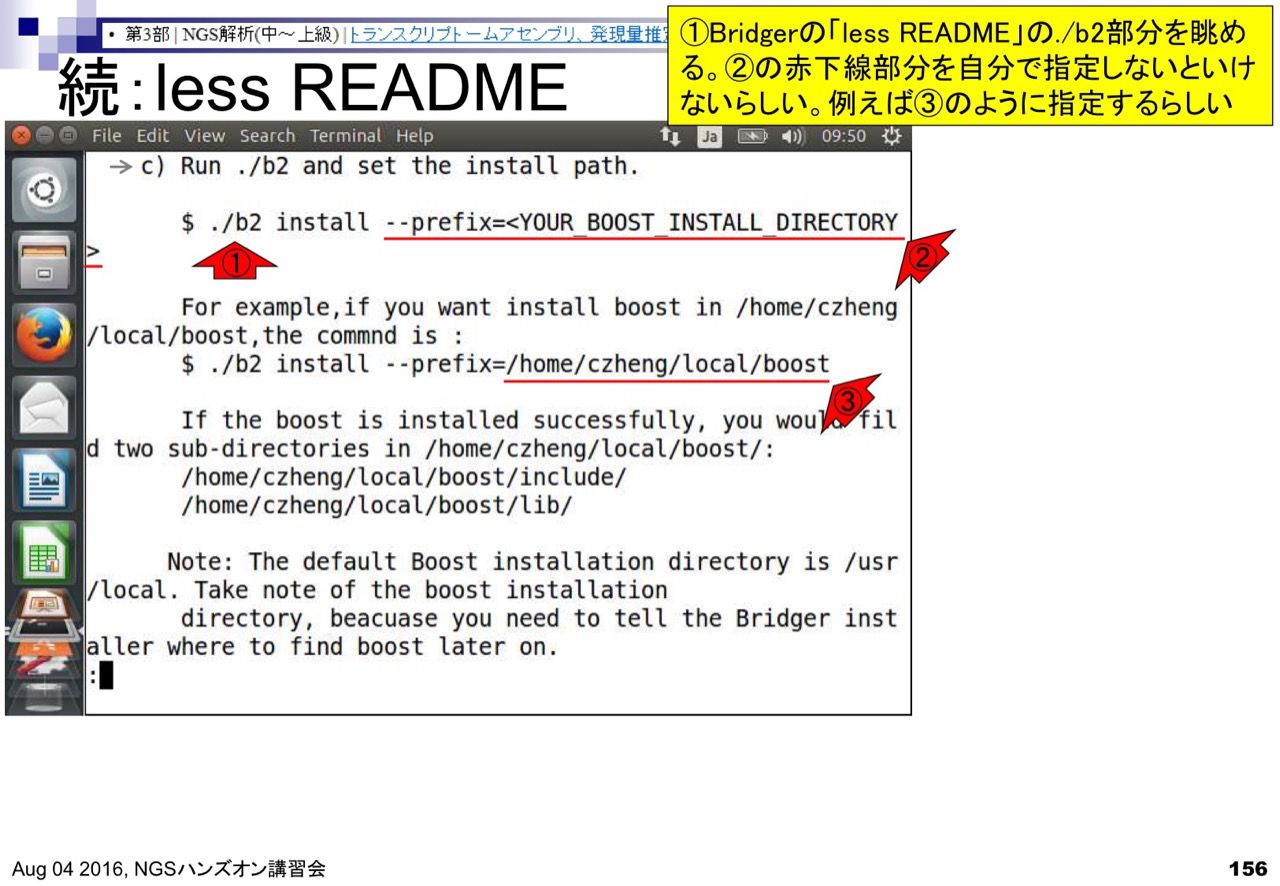 • 第3部 | NGS解析(中～上級) | トランスクリプトームアセンブリ、発現量推定
続：less README
①Bridgerの「less README」の./b2部分を眺め
る。②の赤下線部分を自分で指定しないといけ
ないらしい。例えば③のように指定するらしい
File Edit View Search Terminal Help
Ja
09:50
→ c) Run ./b2 and set the install path.
$ ./b2 install --prefix=<YOUR_BOOST_INSTALL_DIRECTORY
>
①
②
For example,if you want install boost in /home/czheng
/local/boost,the commnd is :
$ ./b2 install --prefix=/home/czheng/local/boost
③
If the boost is installed successfully, you would fil
d two sub-directories in /home/czheng/local/boost/:
/home/czheng/local/boost/include/
/home/czheng/local/boost/lib/
Note: The default Boost installation directory is /usr
/local. Take note of the boost installation
directory, beacuase you need to tell the Bridger inst
aller where to find boost later on.
:
Aug 04 2016, NGSハンズオン講習会
156